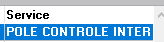 Service
POLE CONTROLE INTER